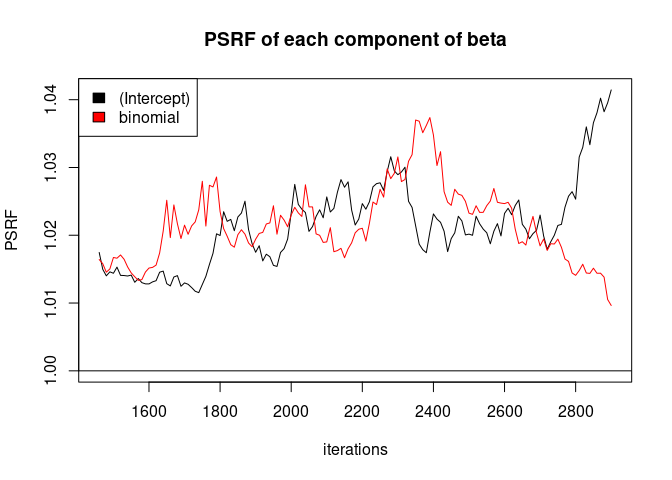 PSRF of each component of beta
(Intercept)
binomial
PSRF
1.04
1.03
1.02
1.01
1.00
1600 1800 2000 2200 2400 2600 2800
iterations